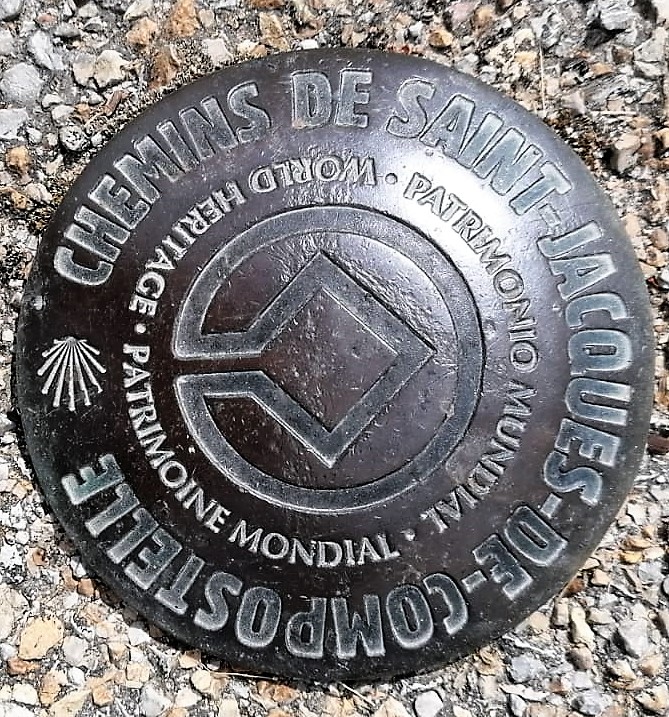 CHEMINS DE SAINT-JACQUES-DE-COMPOSTELLE
WORLD HERITAGE • PATRIMOINE MONDIAL • PATRIMONIO MUNDIAL